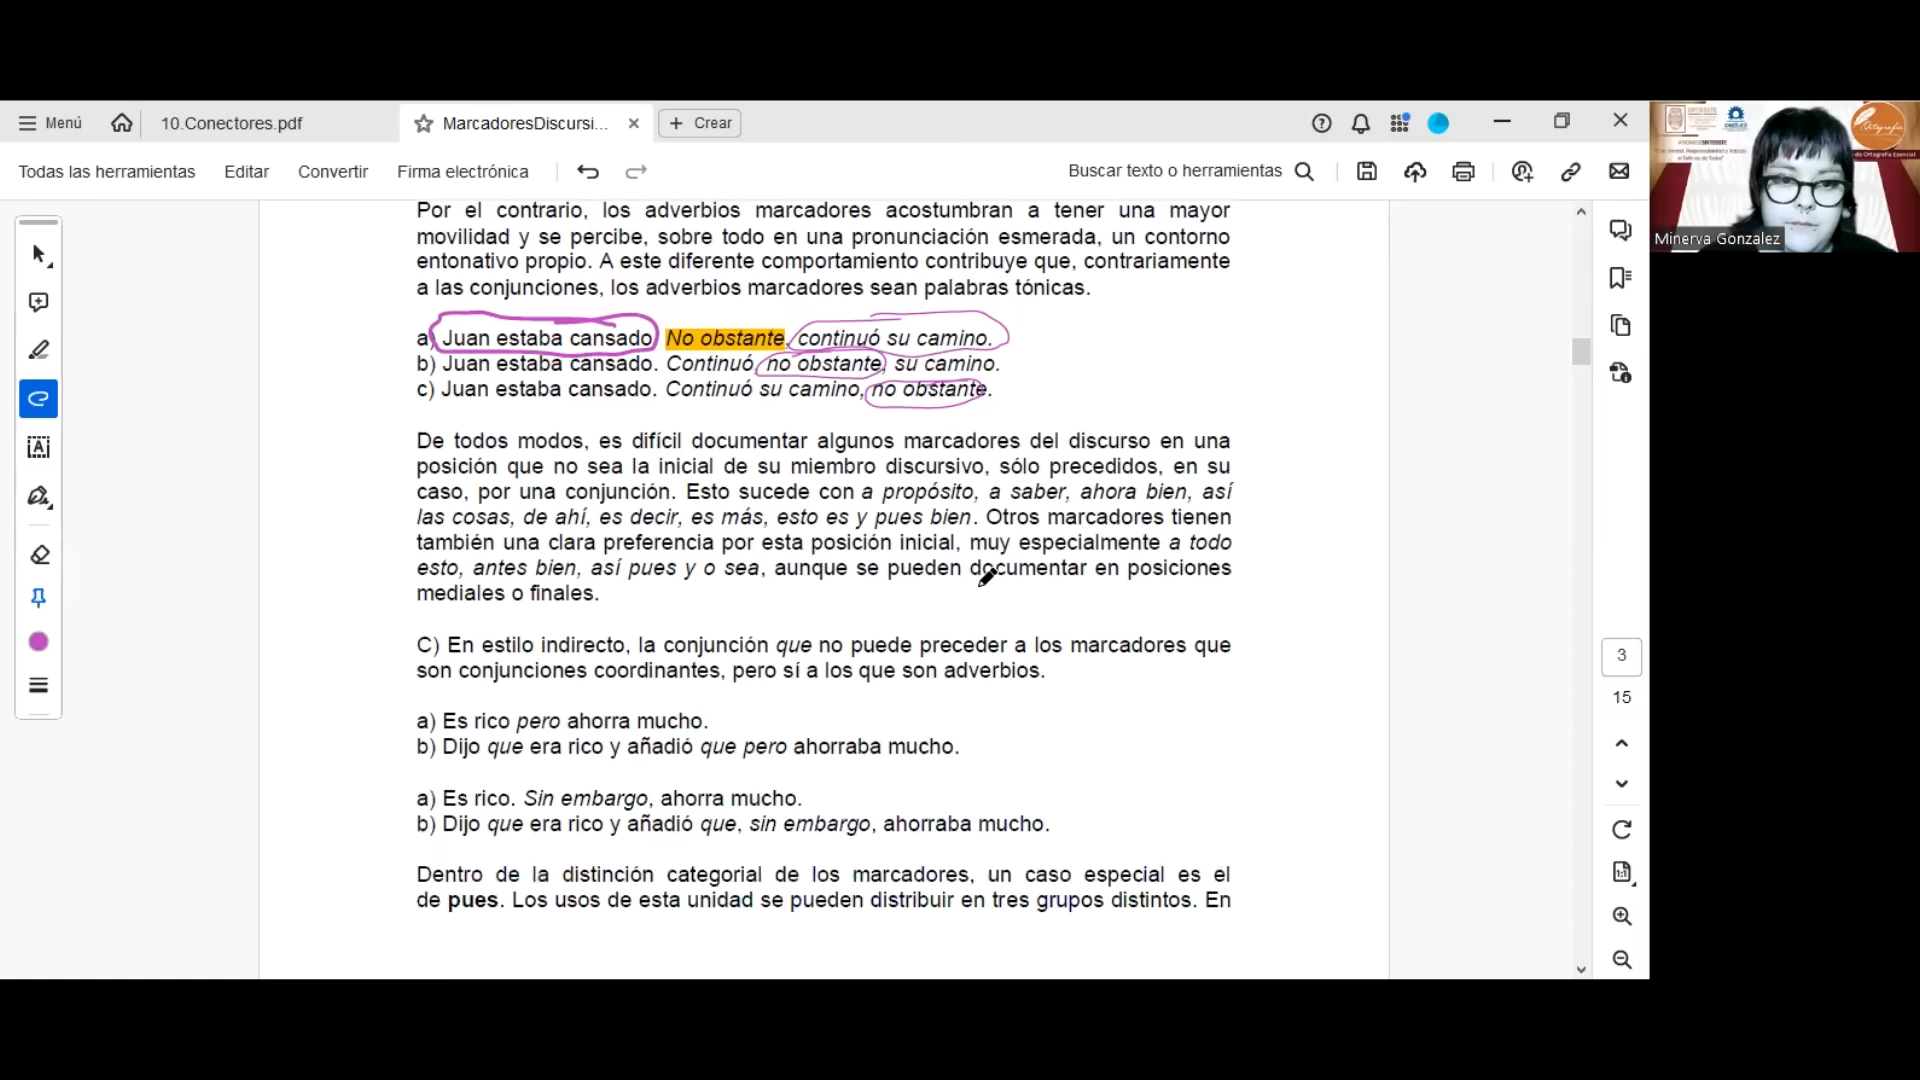 Menú
10.Conectores.pdf
MarcadoresDiscursi...
Crear
Todas las herramientas
Editar
Convertir
Firma electrónica
Buscar texto o herramientas
Minerva Gonzalez
Por el contrario, los adverbios marcadores acostumbran a tener una mayor
movilidad y se percibe, sobre todo en una pronunciación esmerada, un contorno
entonativo propio. A este diferente comportamiento contribuye que, contrariamente
a las conjunciones, los adverbios marcadores sean palabras tónicas.
a) Juan estaba cansado. No obstante, continuó su camino.
b) Juan estaba cansado. Continuó, no obstante, su camino.
c) Juan estaba cansado. Continuó su camino, no obstante.
De todos modos, es difícil documentar algunos marcadores del discurso en una
posición que no sea la inicial de su miembro discursivo, sólo precedidos, en su
caso, por una conjunción. Esto sucede con a propósito, a saber, ahora bien, así
las cosas, de ahí, es decir, es más, esto es y pues bien. Otros marcadores tienen
también una clara preferencia por esta posición inicial, muy especialmente a todo
esto, antes bien, así pues y o sea, aunque se pueden documentar en posiciones
mediales o finales.
C) En estilo indirecto, la conjunción que no puede preceder a los marcadores que
son conjunciones coordinantes, pero sí a los que son adverbios.
a) Es rico pero ahorra mucho.
b) Dijo que era rico y añadió que pero ahorraba mucho.
a) Es rico. Sin embargo, ahorra mucho.
b) Dijo que era rico y añadió que, sin embargo, ahorraba mucho.
Dentro de la distinción categorial de los marcadores, un caso especial es el
de pues. Los usos de esta unidad se pueden distribuir en tres grupos distintos. En
3
15